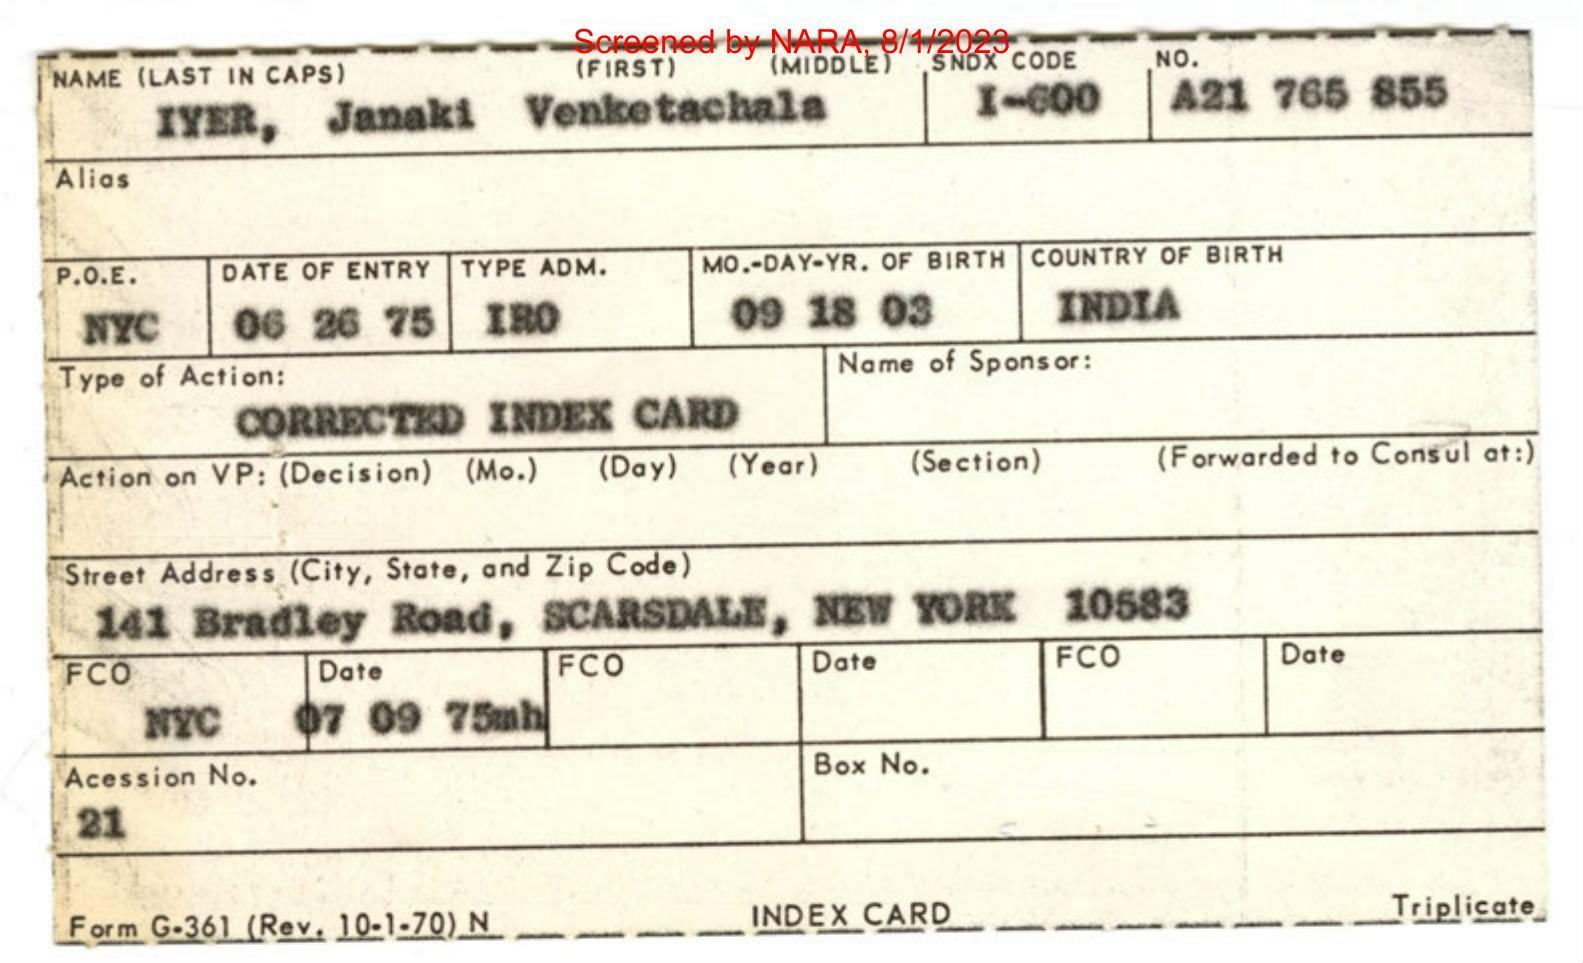 Screened by NARA, 8/1/2023
NAME (LAST IN CAPS) (FIRST) (MIDDLE) SNDX CODE NO.
IYER, Janaki Venketachala I-600 A21 765 855
Alias
P.O.E. DATE OF ENTRY TYPE ADM. MO.-DAY-YR. OF BIRTH COUNTRY OF BIRTH
NYC 06 26 75 IRO 09 18 03 INDIA
Type of Action: Name of Sponsor:
CORRECTED INDEX CARD
Action on VP: (Decision) (Mo.) (Day) (Year) (Section) (Forwarded to Consul at:)
Street Address (City, State, and Zip Code)
141 Bradley Road, SCARSDALE, NEW YORK 10583
FCO Date FCO Date FCO Date
NYC 07 09 75mh
Acession No. Box No.
21
Form G-361 (Rev. 10-1-70) N INDEX CARD Triplicate